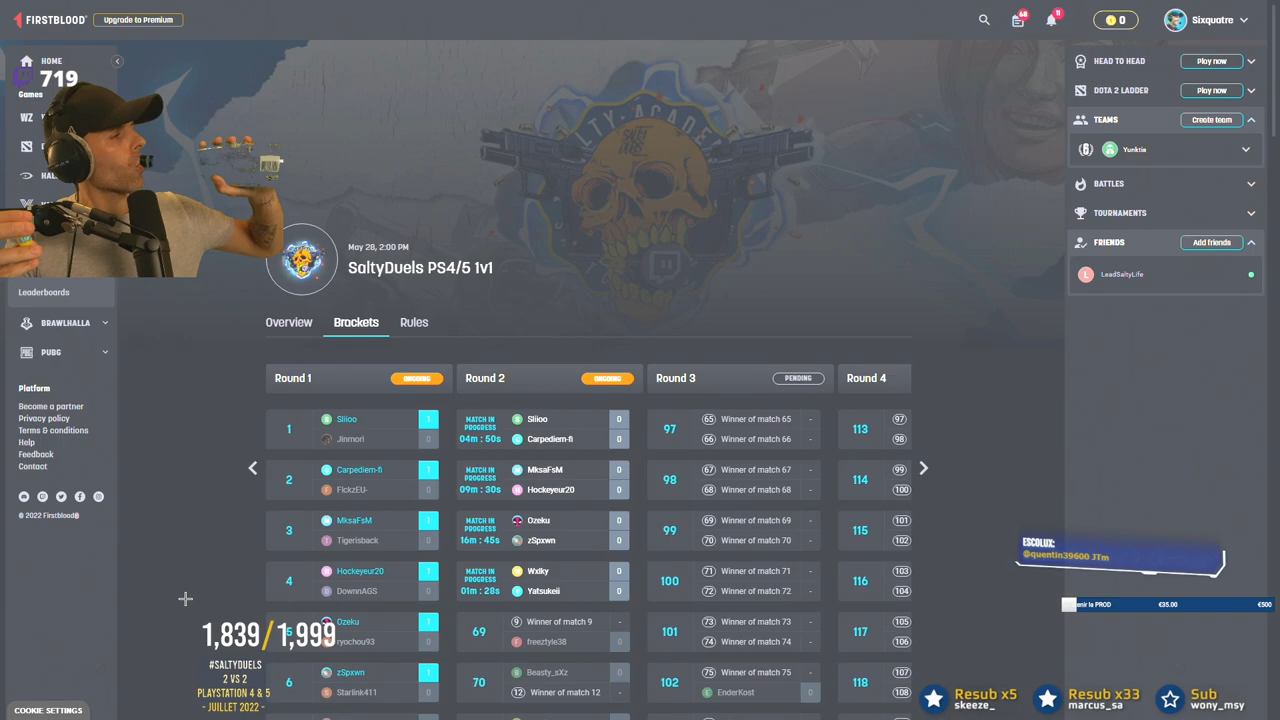 FIRSTBLOOD
Upgrade to Premium
68
11
0
Sixquatre
HOME
719
Games
WZ
Leaderboards
BRAWLHALLA
PUBG
Platform
Become a partner
Privacy policy
Terms & conditions
Help
Feedback
Contact
© 2022 Firstblood®
COOKIE SETTINGS
May 28, 2:00 PM
SaltyDuels PS4/5 1v1
Overview
Brackets
Rules
Round 1 ONGOING
Round 2 ONGOING
Round 3 PENDING
Round 4
1 Sliioo 1
Jinmori 0
MATCH IN PROGRESS 04m : 50s Sliioo 0
Carpediem-fi 0
97 65 Winner of match 65 -
66 Winner of match 66 -
113 97
98
2 Carpediem-fi 1
FickzEU- 0
MATCH IN PROGRESS 09m : 30s MksaFsM 0
Hockeyeur20 0
98 67 Winner of match 67 -
68 Winner of match 68 -
114 99
100
3 MksaFsM 1
Tigerisback 0
MATCH IN PROGRESS 16m : 45s Ozeku 0
zSpxwn 0
99 69 Winner of match 69 -
70 Winner of match 70 -
115 101
102
4 Hockeyeur20 1
DownnAGS 0
MATCH IN PROGRESS 01m : 28s Wxlky 0
Yatsukeii 0
100 71 Winner of match 71 -
72 Winner of match 72 -
116 103
104
5 Ozeku 1
ryochou93 0
69 9 Winner of match 9 -
freeztyle38 0
101 73 Winner of match 73 -
74 Winner of match 74 -
117 105
106
6 zSpxwn 1
Starlink411 0
70 Beasty_sXz 0
12 Winner of match 12 -
102 75 Winner of match 75 -
EnderKost 0
118 107
108
1,839/1,999
#SALTYDUELS
2 VS 2
PLAYSTATION 4 & 5
- JUILLET 2022 -
HEAD TO HEAD Play now
DOTA 2 LADDER Play now
TEAMS Create team
Yunktis
BATTLES
TOURNAMENTS
FRIENDS Add friends
L LeadSaltyLife
ESCOLUX:
@quentin39600 JTm
enir la PROD €35.00 €500
Resub x5
skeeze_
Resub x33
marcus_sa
Sub
wony_msy